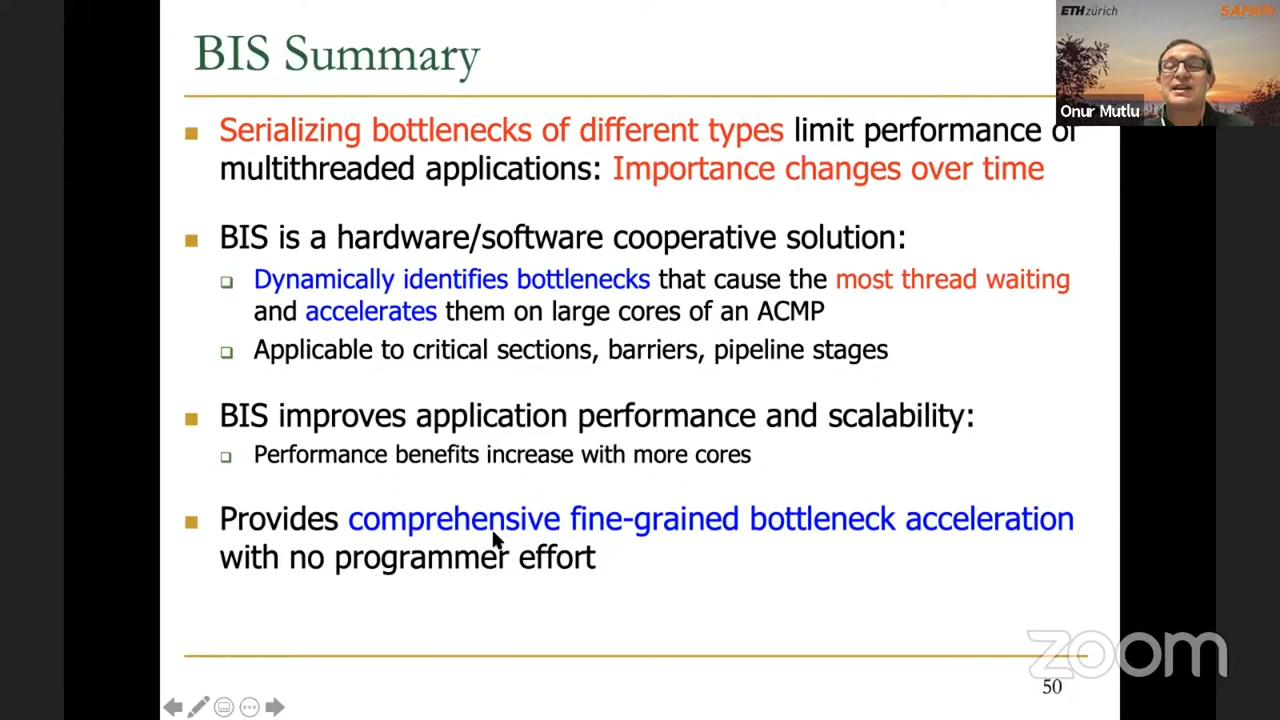 BIS Summary
ETH zürich
SAFARI
Onur Mutlu
Serializing bottlenecks of different types limit performance of
multithreaded applications: Importance changes over time
BIS is a hardware/software cooperative solution:
Dynamically identifies bottlenecks that cause the most thread waiting
and accelerates them on large cores of an ACMP
Applicable to critical sections, barriers, pipeline stages
BIS improves application performance and scalability:
Performance benefits increase with more cores
Provides comprehensive fine-grained bottleneck acceleration
with no programmer effort
zoom
50